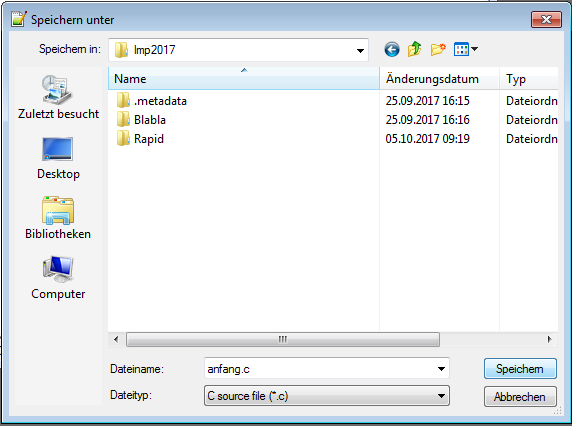 Speichern unter
Speichern in: Imp2017
Name Änderungsdatum Typ
.metadata 25.09.2017 16:15 Dateiordn
Blabla 25.09.2017 16:16 Dateiordn
Rapid 05.10.2017 09:19 Dateiordn
Zuletzt besucht
Desktop
Bibliotheken
Computer
Dateiname: anfang.c Speichern
Dateityp: C source file (*.c) Abbrechen